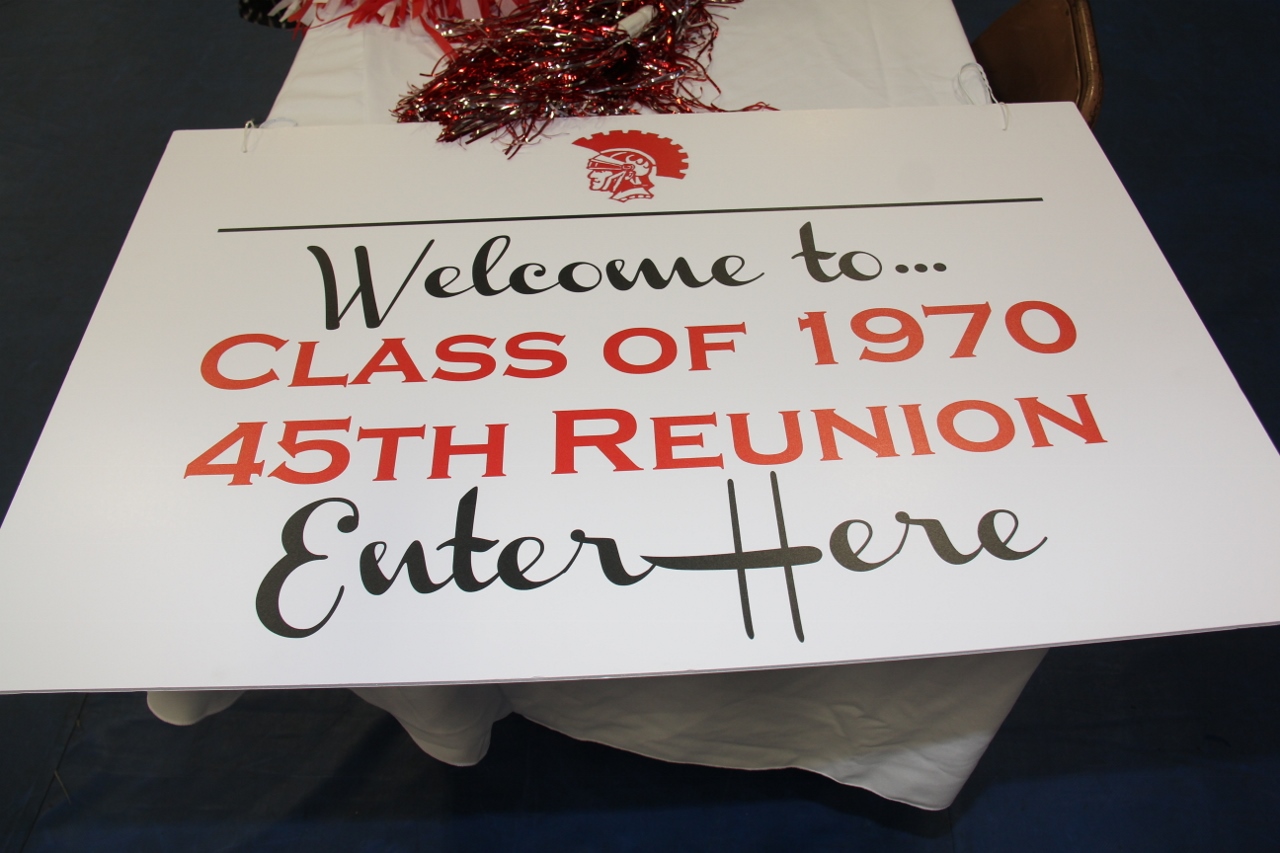 Welcome to...
CLASS OF 1970
45TH REUNION
Enter Here